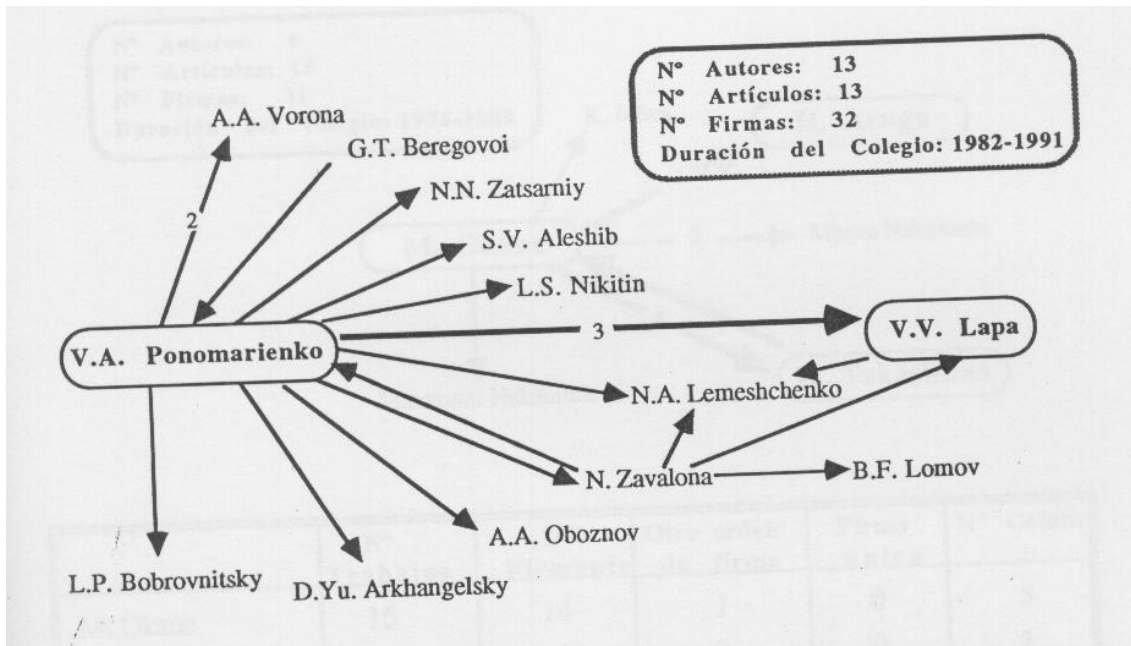 Nº Autores: 13
Nº Artículos: 13
Nº Firmas: 32
Duración del Colegio: 1982-1991
A.A. Vorona
G.T. Beregovoi
N.N. Zatsarniy
2
S.V. Aleshib
L.S. Nikitin
3
V.V. Lapa
V.A. Ponomarienko
N.A. Lemeshchenko
N. Zavalona
B.F. Lomov
A.A. Oboznov
L.P. Bobrovnitsky
D.Yu. Arkhangelsky